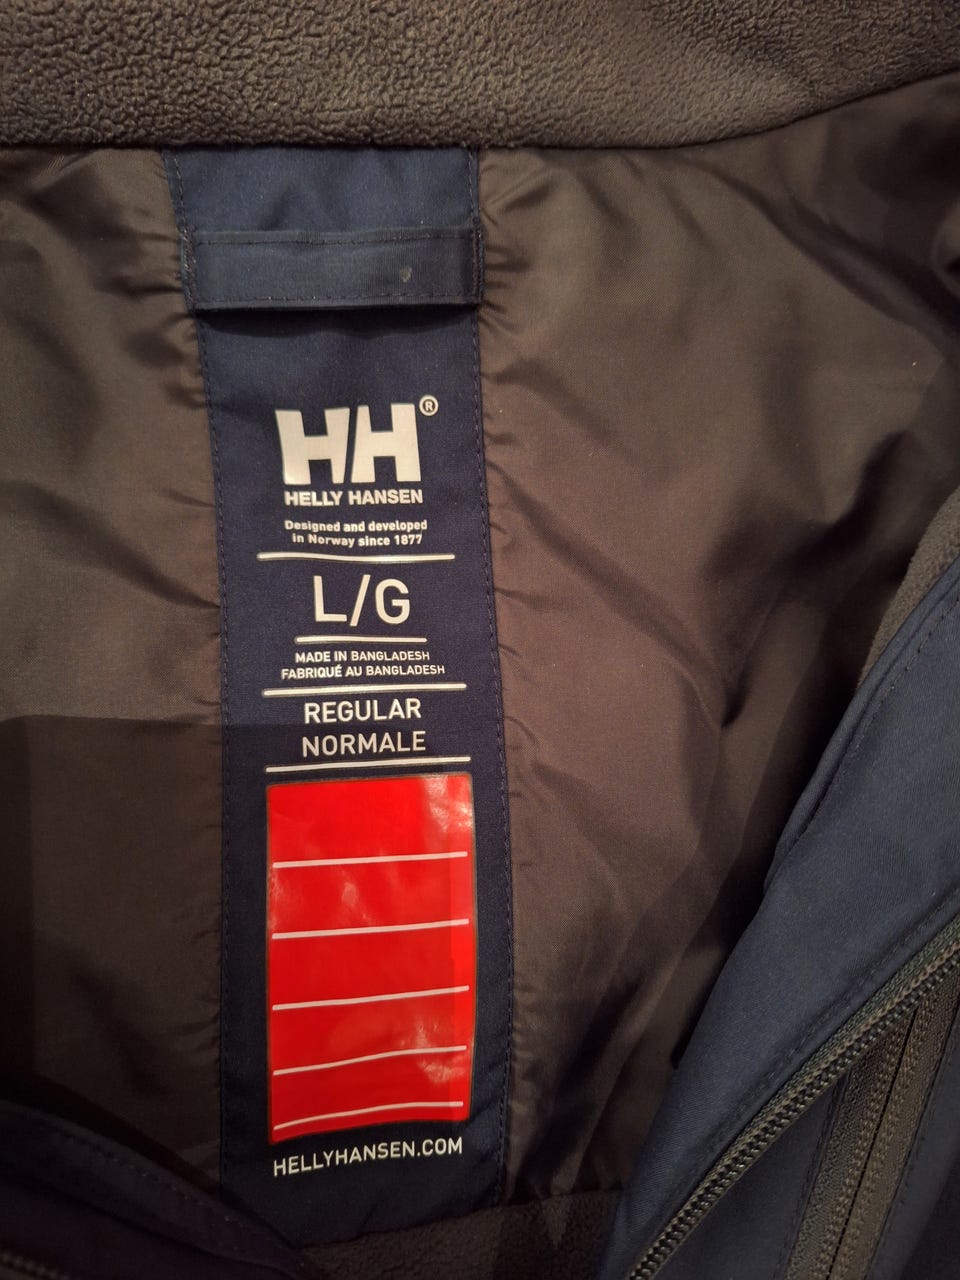 HH®
HELLY HANSEN
Designed and developed
in Norway since 1877
L/G
MADE IN BANGLADESH
FABRIQUÉ AU BANGLADESH
REGULAR
NORMALE
HELLYHANSEN.COM